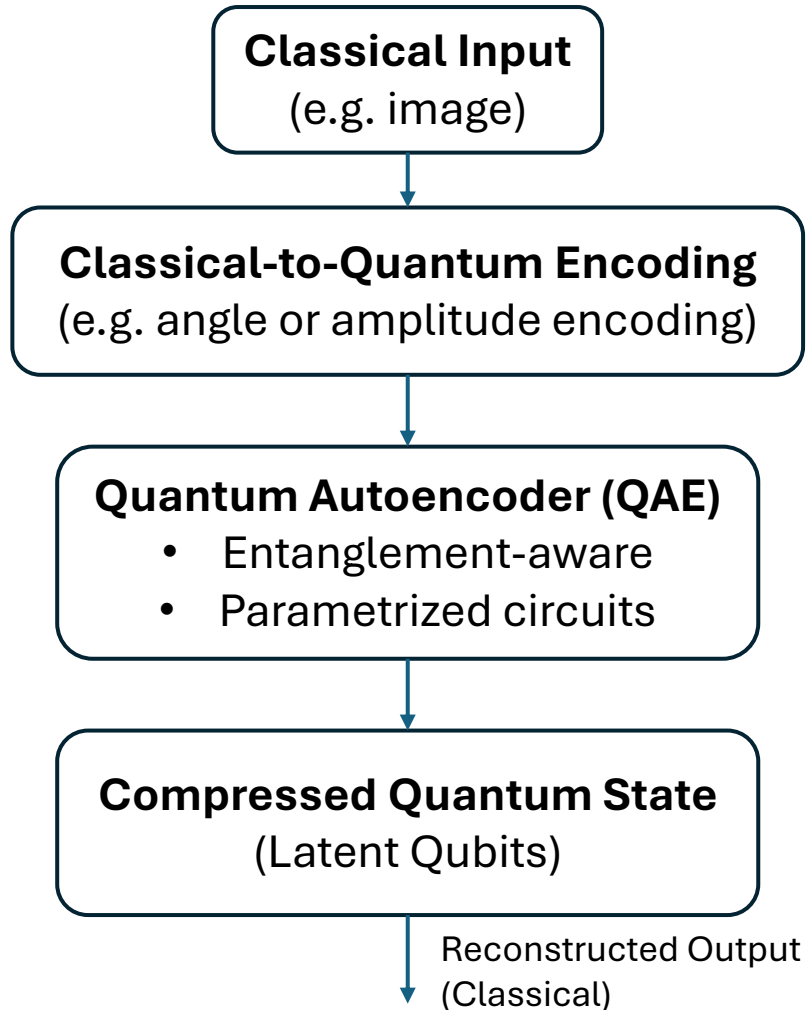 Classical Input
(e.g. image)
Classical-to-Quantum Encoding
(e.g. angle or amplitude encoding)
Quantum Autoencoder (QAE)
• Entanglement-aware
• Parametrized circuits
Compressed Quantum State
(Latent Qubits)
Reconstructed Output
(Classical)